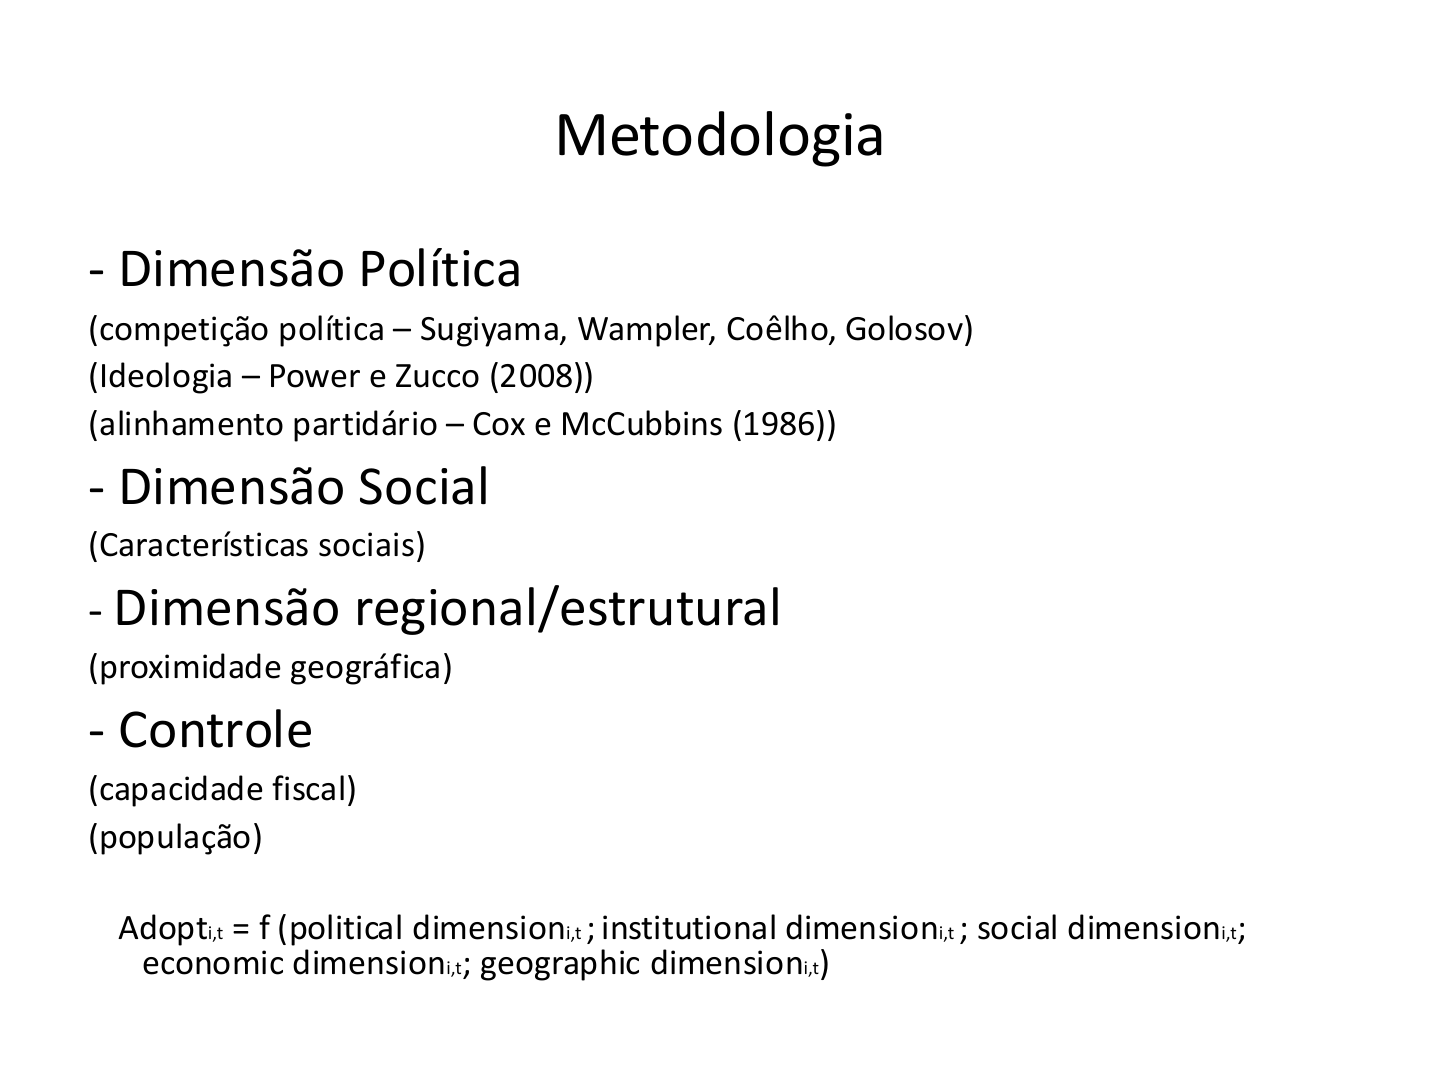 Metodologia
- Dimensão Política
(competição política – Sugiyama, Wampler, Coêlho, Golosov)
(Ideologia – Power e Zucco (2008))
(alinhamento partidário – Cox e McCubbins (1986))
- Dimensão Social
(Características sociais)
- Dimensão regional/estrutural
(proximidade geográfica)
- Controle
(capacidade fiscal)
(população)
Adopti,t = f (political dimensioni,t ; institutional dimensioni,t ; social dimensioni,t;
economic dimensioni,t; geographic dimensioni,t)